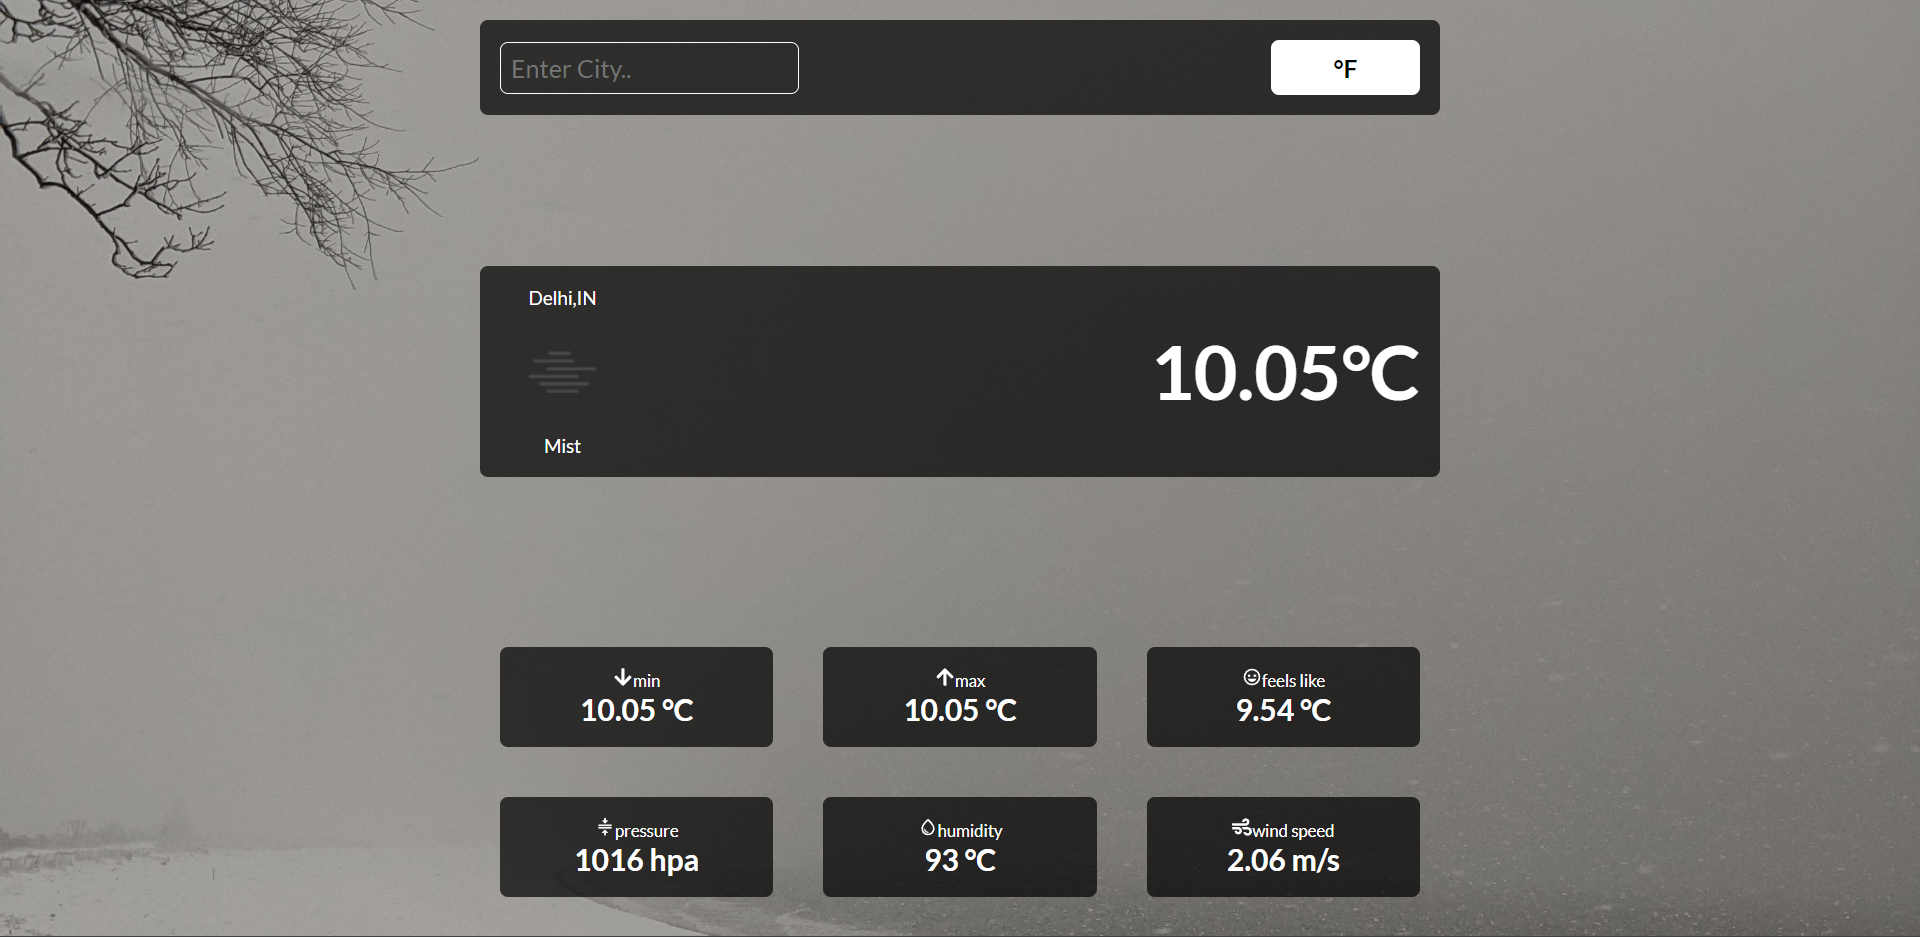 Enter City..
°F
Delhi,IN
10.05°C
Mist
min
10.05 °C
max
10.05 °C
feels like
9.54 °C
pressure
1016 hpa
humidity
93 °C
wind speed
2.06 m/s